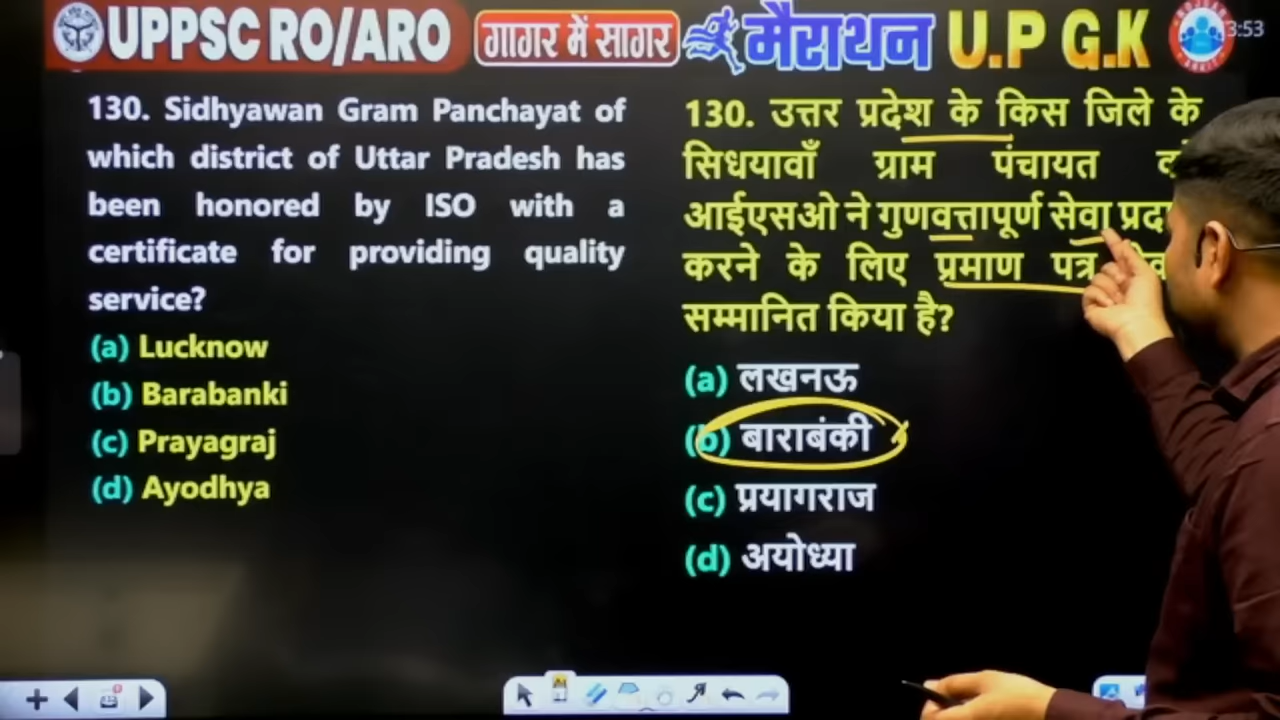 UPPSC RO/ARO गागर में सागर मैराथन U.P G.K
3:53
130. Sidhyawan Gram Panchayat of
which district of Uttar Pradesh has
been honored by ISO with a
certificate for providing quality
service?
(a) Lucknow
(b) Barabanki
(c) Prayagraj
(d) Ayodhya
130. उत्तर प्रदेश के किस जिले के
सिधयावाँ ग्राम पंचायत
आईएसओ ने गुणवत्तापूर्ण सेवा
करने के लिए प्रमाण पत्र
सम्मानित किया है?
(a) लखनऊ
(b) बाराबंकी
(c) प्रयागराज
(d) अयोध्या